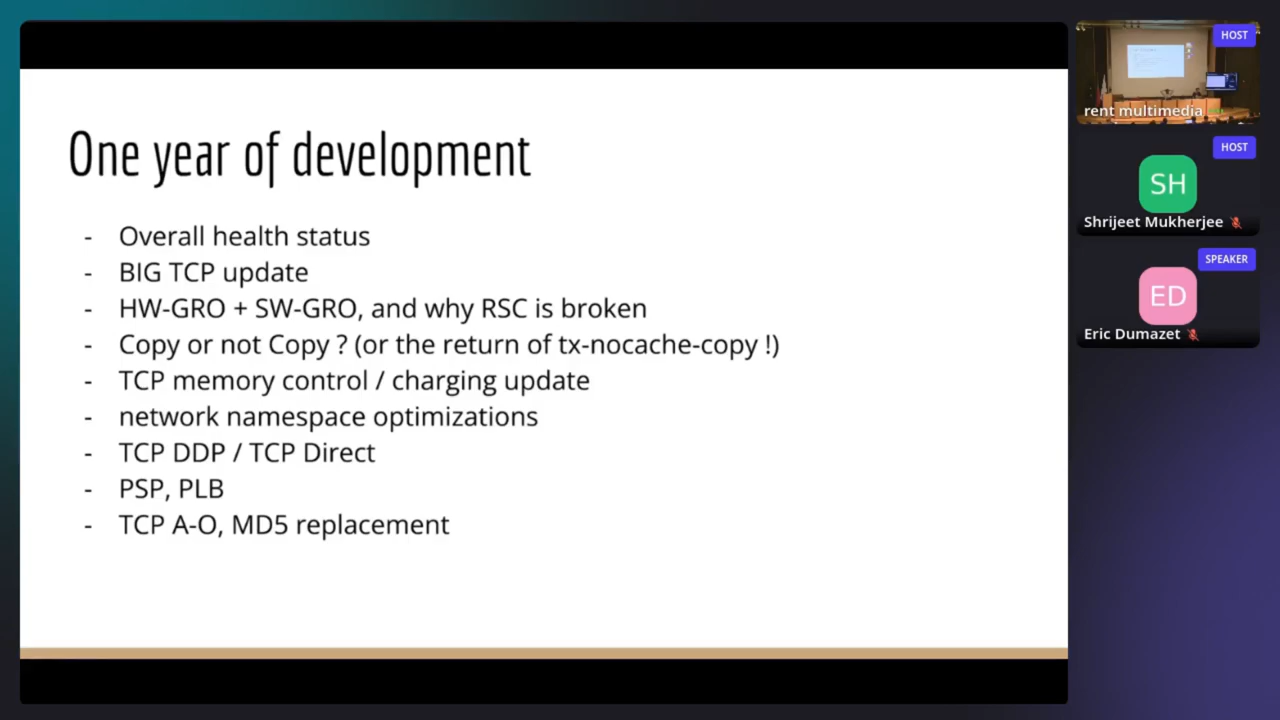 One year of development
- Overall health status
- BIG TCP update
- HW-GRO + SW-GRO, and why RSC is broken
- Copy or not Copy ? (or the return of tx-nocache-copy !)
- TCP memory control / charging update
- network namespace optimizations
- TCP DDP / TCP Direct
- PSP, PLB
- TCP A-O, MD5 replacement
HOST
rent multimedia
HOST
SH
Shrijeet Mukherjee
SPEAKER
ED
Eric Dumazet